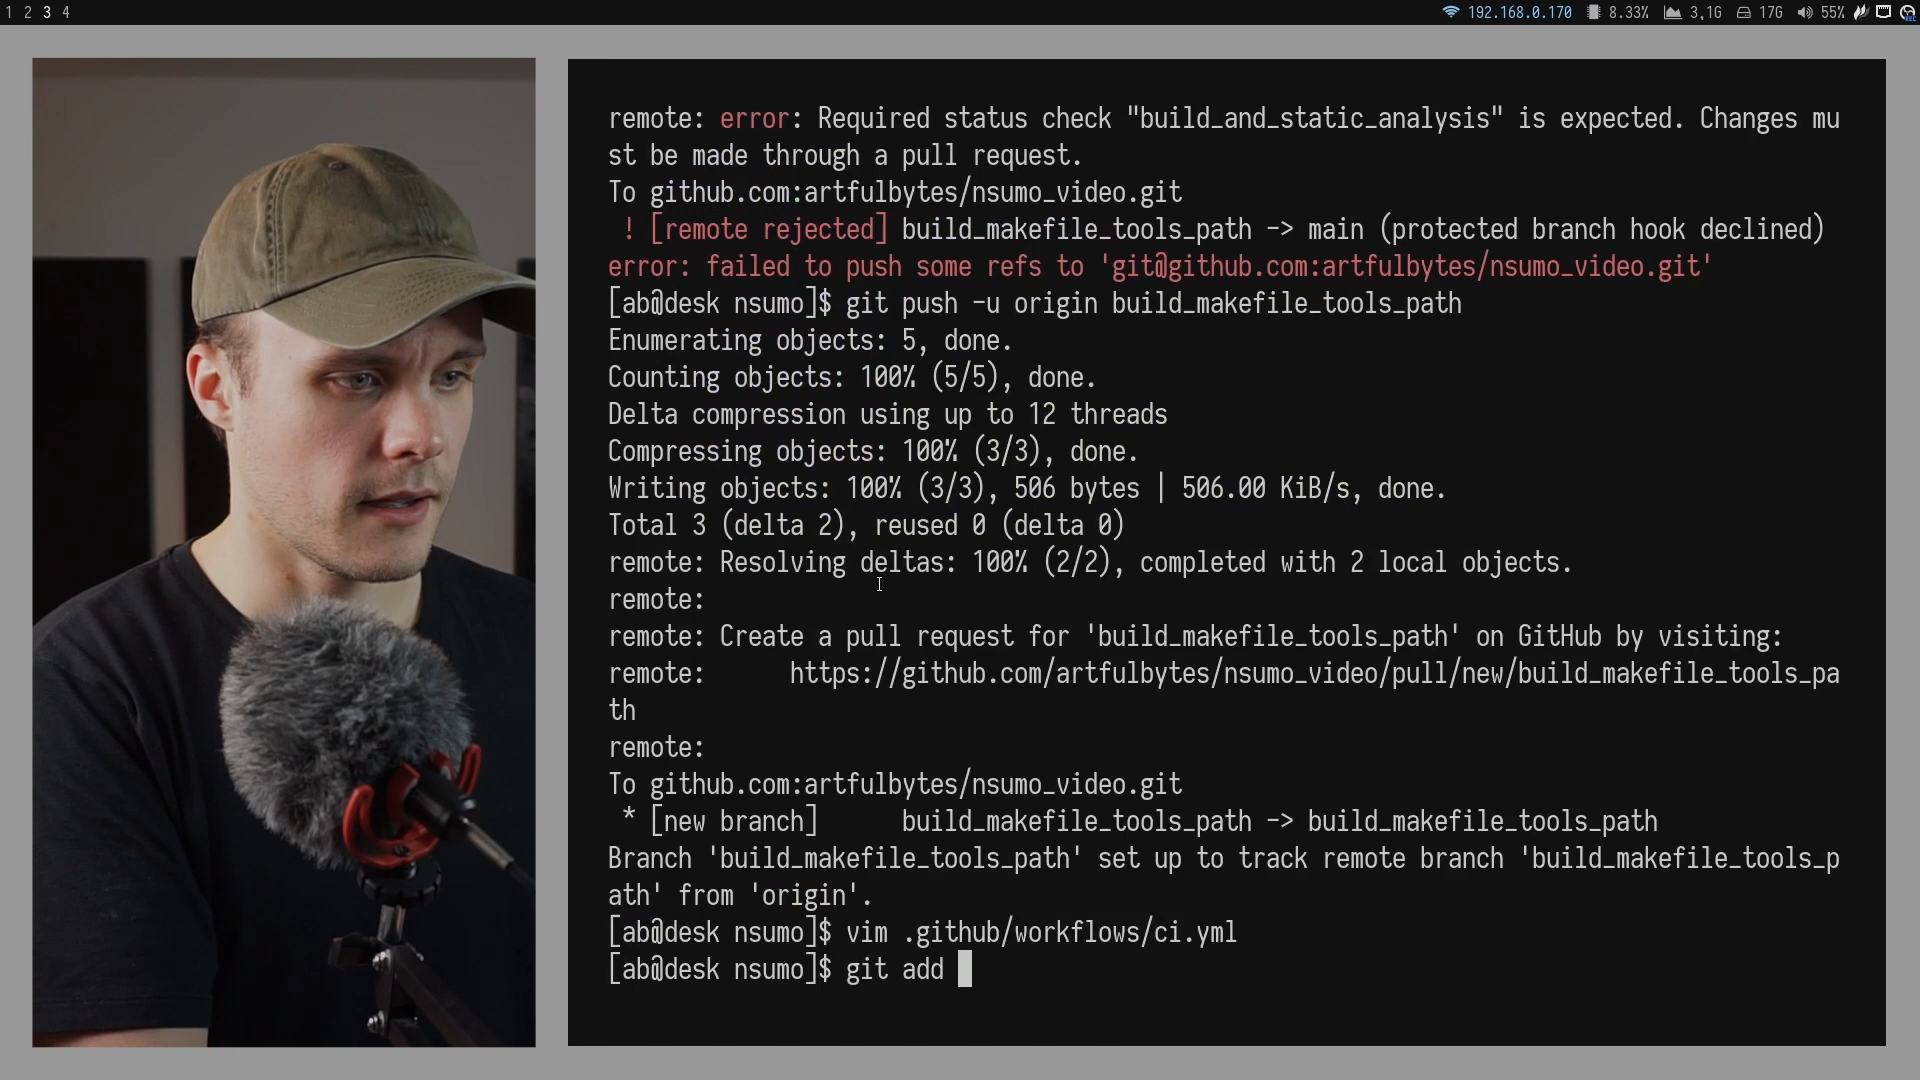 1 2 3 4
192.168.0.170 8.33% 3,1G 17G 55%
remote: error: Required status check "build_and_static_analysis" is expected. Changes mu
st be made through a pull request.
To github.com:artfulbytes/nsumo_video.git
! [remote rejected] build_makefile_tools_path -> main (protected branch hook declined)
error: failed to push some refs to 'git@github.com:artfulbytes/nsumo_video.git'
[ab@desk nsumo]$ git push -u origin build_makefile_tools_path
Enumerating objects: 5, done.
Counting objects: 100% (5/5), done.
Delta compression using up to 12 threads
Compressing objects: 100% (3/3), done.
Writing objects: 100% (3/3), 506 bytes | 506.00 KiB/s, done.
Total 3 (delta 2), reused 0 (delta 0)
remote: Resolving deltas: 100% (2/2), completed with 2 local objects.
remote:
remote: Create a pull request for 'build_makefile_tools_path' on GitHub by visiting:
remote:      https://github.com/artfulbytes/nsumo_video/pull/new/build_makefile_tools_pa
th
remote:
To github.com:artfulbytes/nsumo_video.git
* [new branch]      build_makefile_tools_path -> build_makefile_tools_path
Branch 'build_makefile_tools_path' set up to track remote branch 'build_makefile_tools_p
ath' from 'origin'.
[ab@desk nsumo]$ vim .github/workflows/ci.yml
[ab@desk nsumo]$ git add